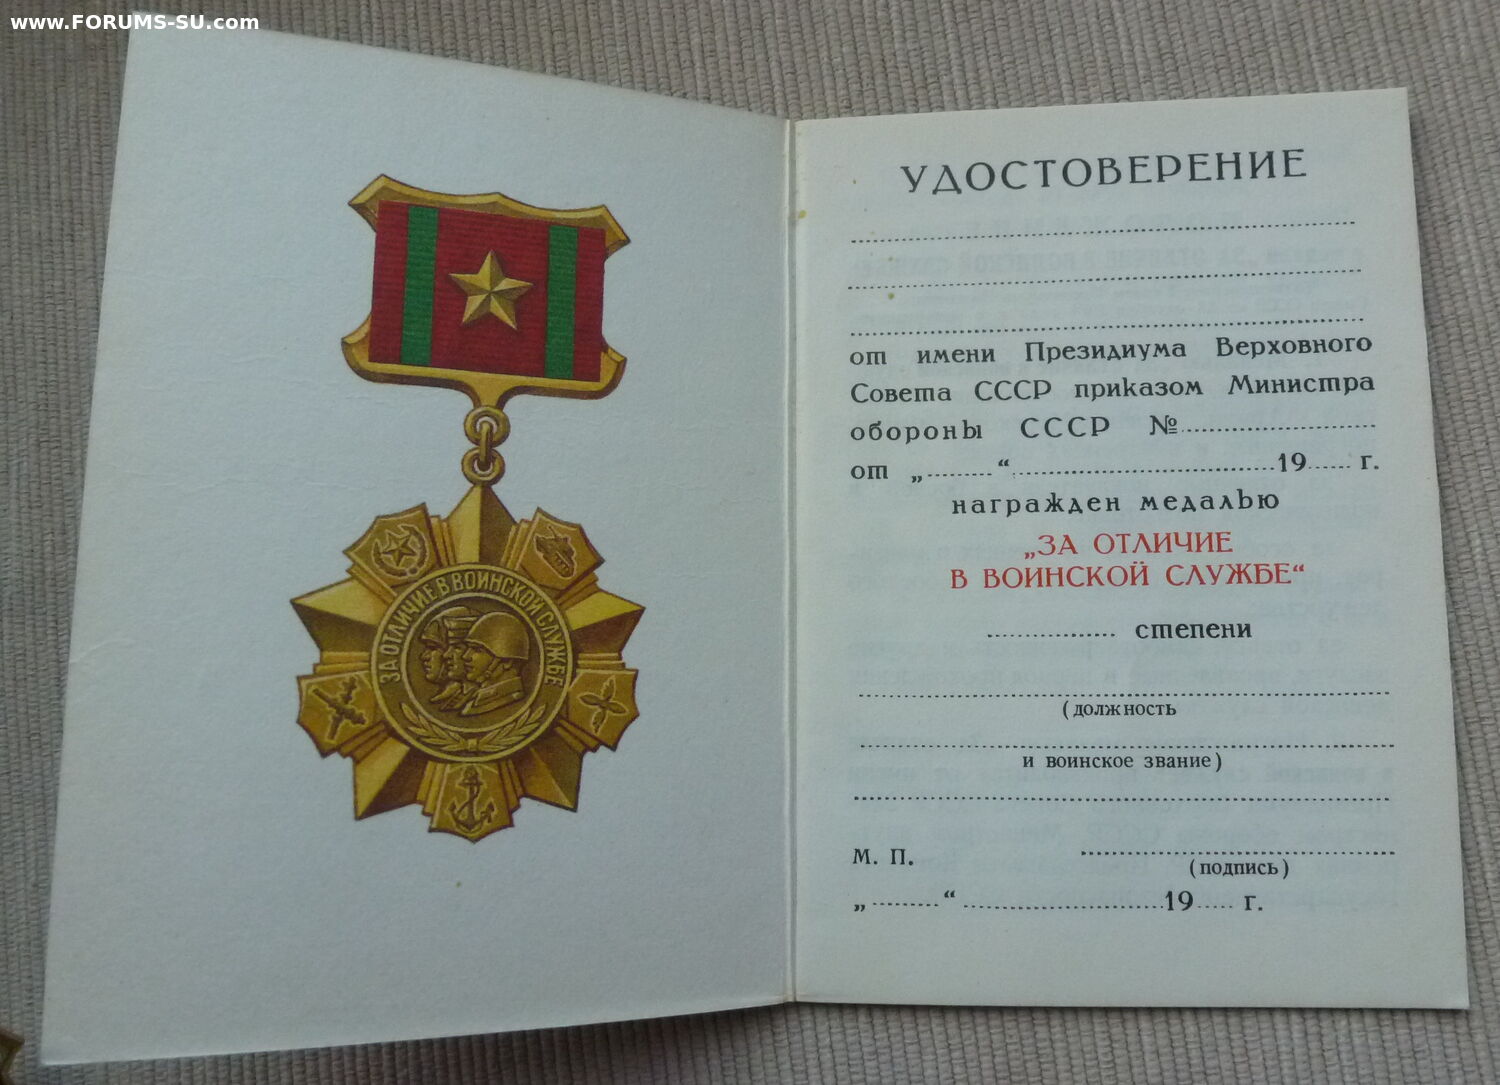 www.FORUMS-SU.com
ЗА ОТЛИЧИЕ В ВОИНСКОЙ СЛУЖБЕ
УДОСТОВЕРЕНИЕ
от имени Президиума Верховного
Совета СССР приказом Министра
обороны СССР №
от „ “ 19 г.
награжден медалью
„ЗА ОТЛИЧИЕ
В ВОИНСКОЙ СЛУЖБЕ“
степени
(должность
и воинское звание)
М. П.
(подпись)
„ “ 19 г.